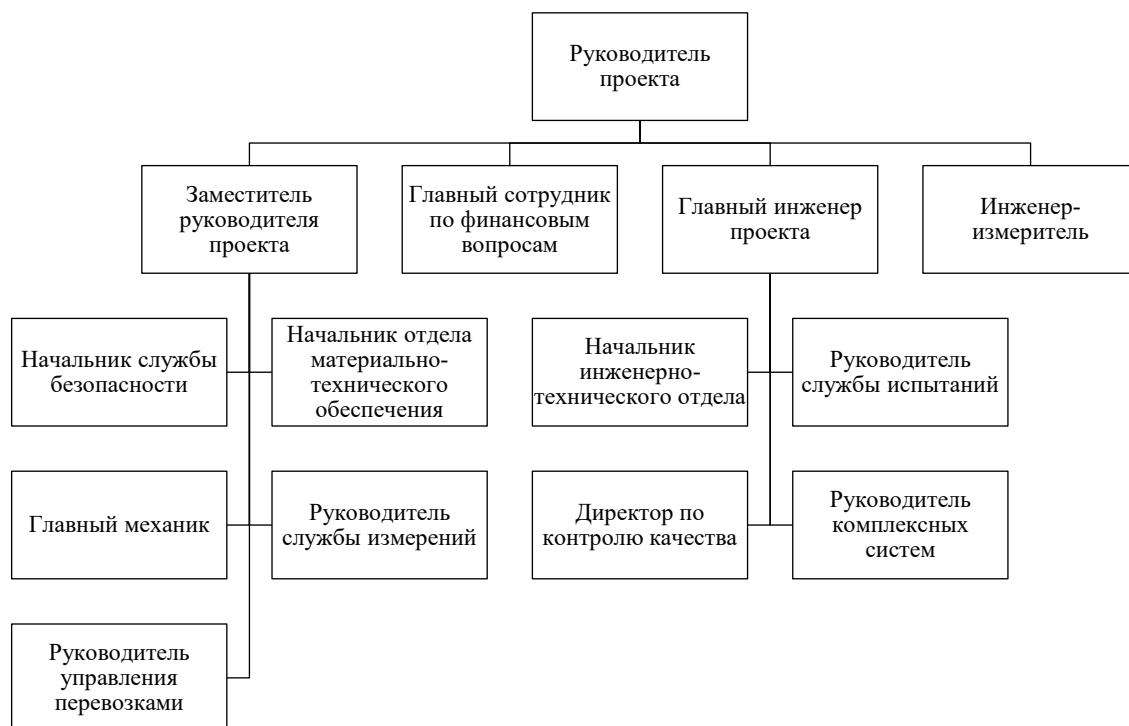 Руководитель
проекта
Заместитель
руководителя
проекта
Главный сотрудник
по финансовым
вопросам
Главный инженер
проекта
Инженер-
измеритель
Начальник службы
безопасности
Начальник отдела
материально-
технического
обеспечения
Начальник
инженерно-
технического отдела
Руководитель
службы испытаний
Главный механик
Руководитель
службы измерений
Директор по
контролю качества
Руководитель
комплексных
систем
Руководитель
управления
перевозками